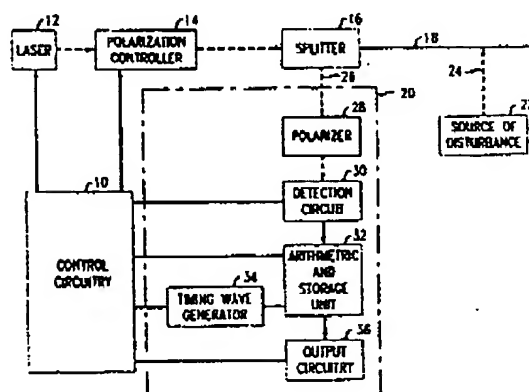 12
14
16
LASER
POLARIZATION
CONTROLLER
SPLITTER
18
26
24
20
22
28
POLARIZER
SOURCE OF
DISTURBANCE
30
DETECTION
CIRCUIT
10
32
CONTROL
CIRCUITRY
ARITHMETIC
AND
STORAGE
UNIT
34
TIMING WAVE
GENERATOR
36
OUTPUT
CIRCUITRY